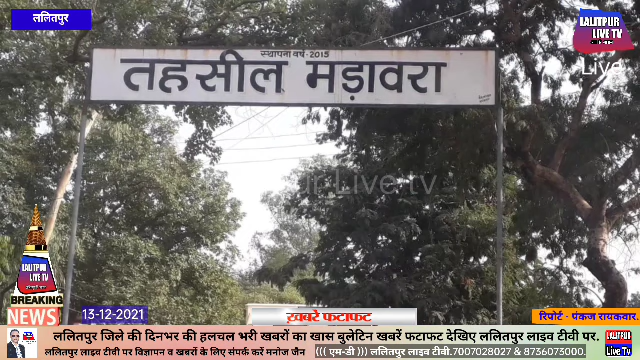 ललितपुर
LALITPUR
LIVE TV
Live
स्थापना वर्ष - 2015
तहसील मड़ावरा
Lalitpur Live tv
LALITPUR
LIVE TV
BREAKING
NEWS
13-12-2021
खबरे फटाफट
रिपोर्ट - पंकज रायकवार.
ललितपुर जिले की दिनभर की हलचल भरी खबरों का खास बुलेटिन खबरें फटाफट देखिए ललितपुर लाइव टीवी पर.
ललितपुर लाइव टीवी पर विज्ञापन व खबरों के लिए संपर्क करें मनोज जैन ((( एम-डी ))) ललितपुर लाइव टीवी.7007028027 & 8756073000.
LALITPUR
Live Tv